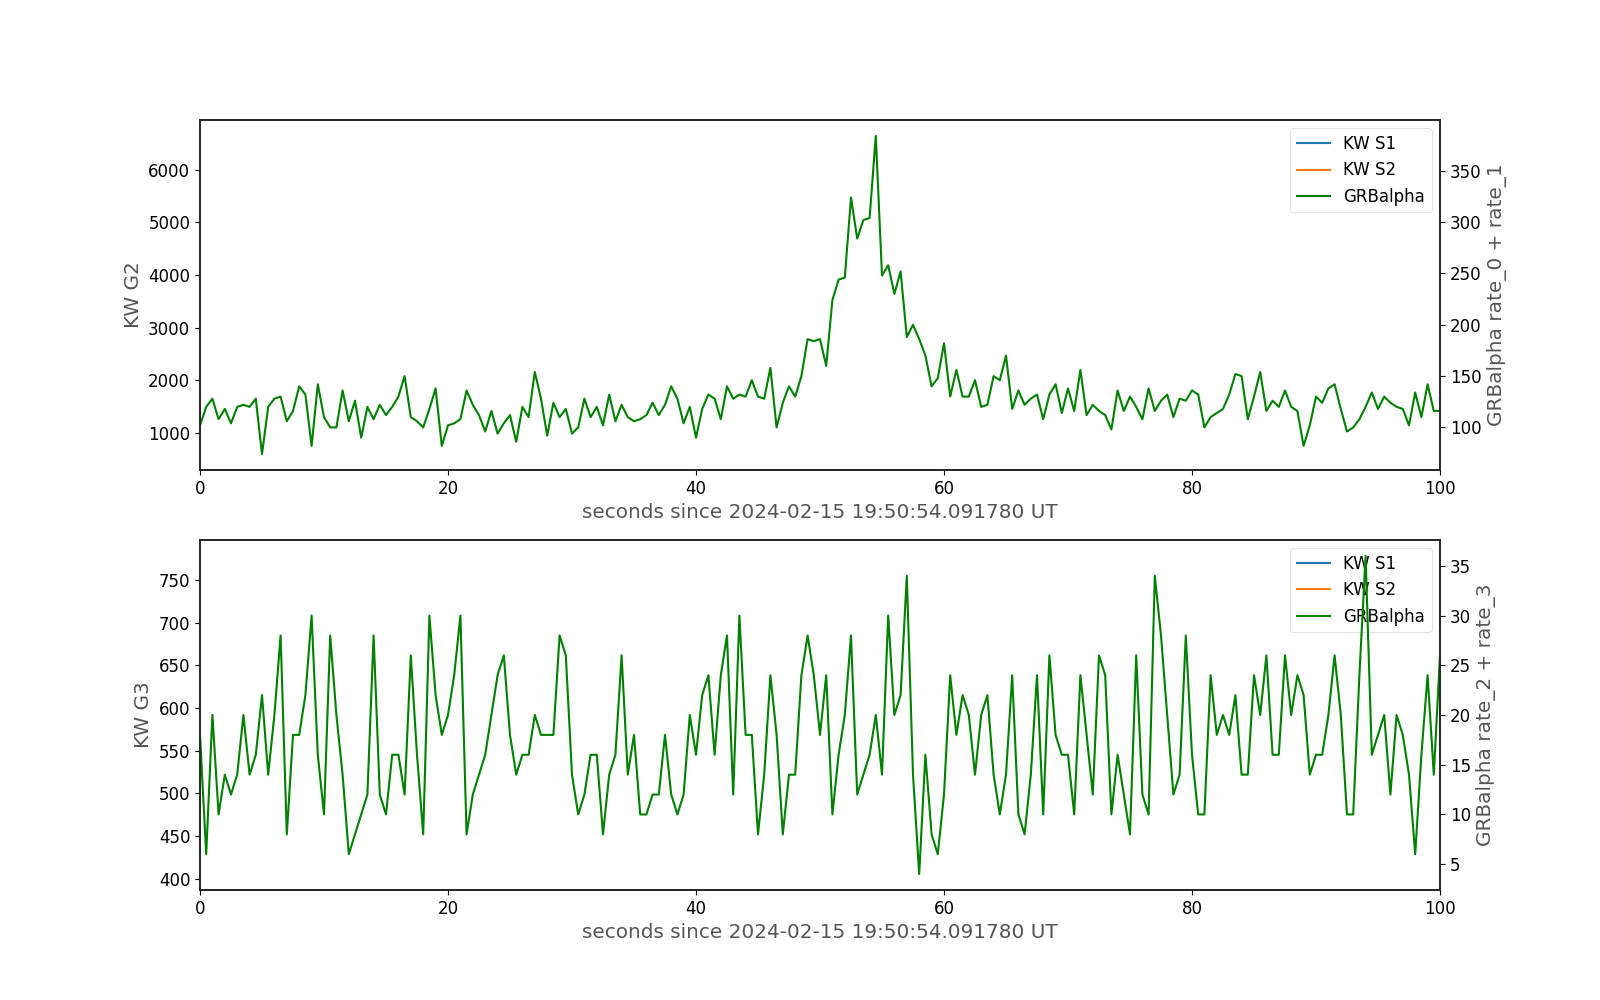 KW G2
6000
5000
4000
3000
2000
1000
KW S1
KW S2
GRBalpha
350
300
250
200
150
100
GRBalpha rate_0 + rate_1
0 20 40 60 80 100
seconds since 2024-02-15 19:50:54.091780 UT
KW G3
750
700
650
600
550
500
450
400
KW S1
KW S2
GRBalpha
35
30
25
20
15
10
5
GRBalpha rate_2 + rate_3
0 20 40 60 80 100
seconds since 2024-02-15 19:50:54.091780 UT